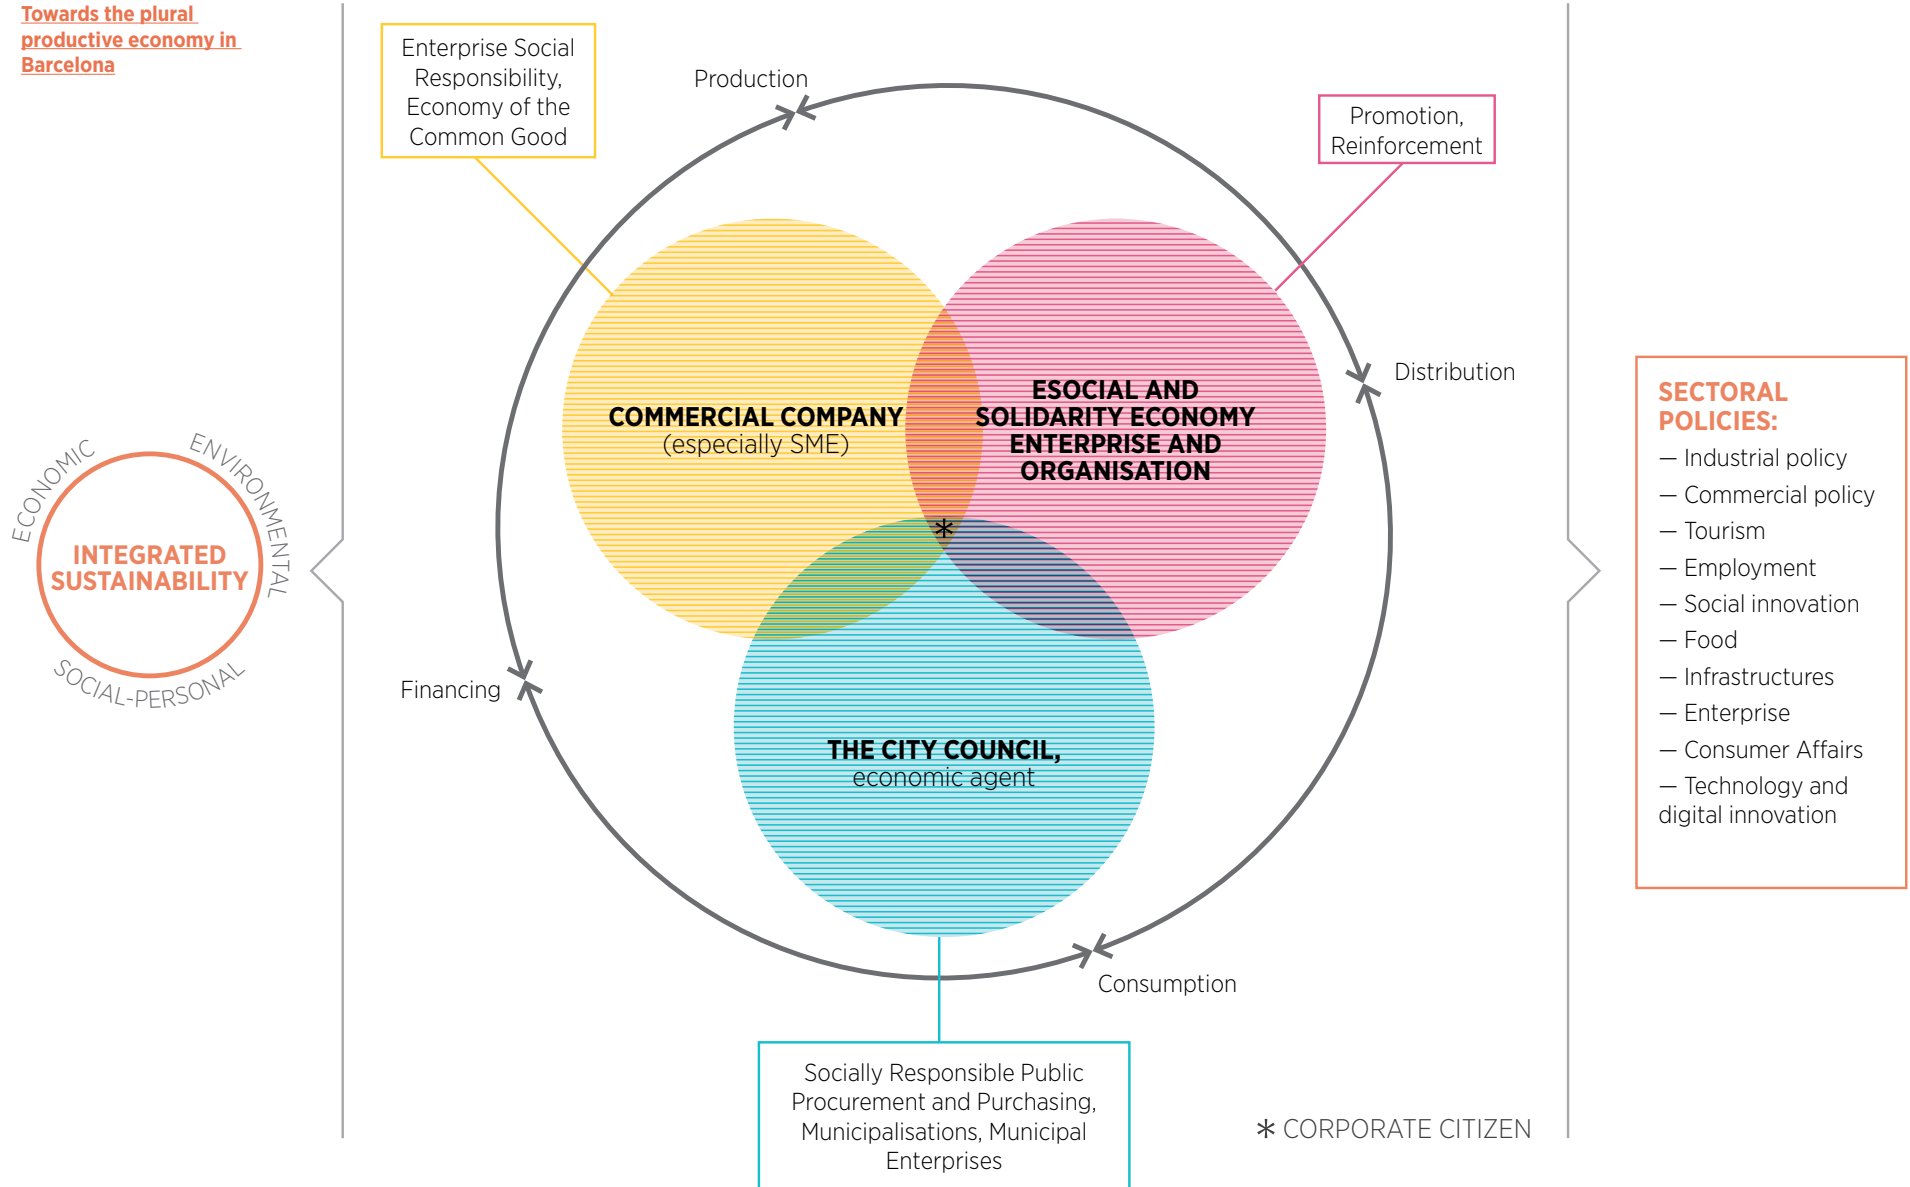 Towards the plural
productive economy in
Barcelona
Enterprise Social
Responsibility,
Economy of the
Common Good
Production
Promotion,
Reinforcement
Distribution
COMMERCIAL COMPANY
(especially SME)
ESOCIAL AND
SOLIDARITY ECONOMY
ENTERPRISE AND
ORGANISATION
*
THE CITY COUNCIL,
economic agent
Financing
Consumption
Socially Responsible Public
Procurement and Purchasing,
Municipalisations, Municipal
Enterprises
* CORPORATE CITIZEN
ECONOMIC
ENVIRONMENTAL
INTEGRATED
SUSTAINABILITY
SOCIAL-PERSONAL
SECTORAL
POLICIES:
— Industrial policy
— Commercial policy
— Tourism
— Employment
— Social innovation
— Food
— Infrastructures
— Enterprise
— Consumer Affairs
— Technology and
digital innovation